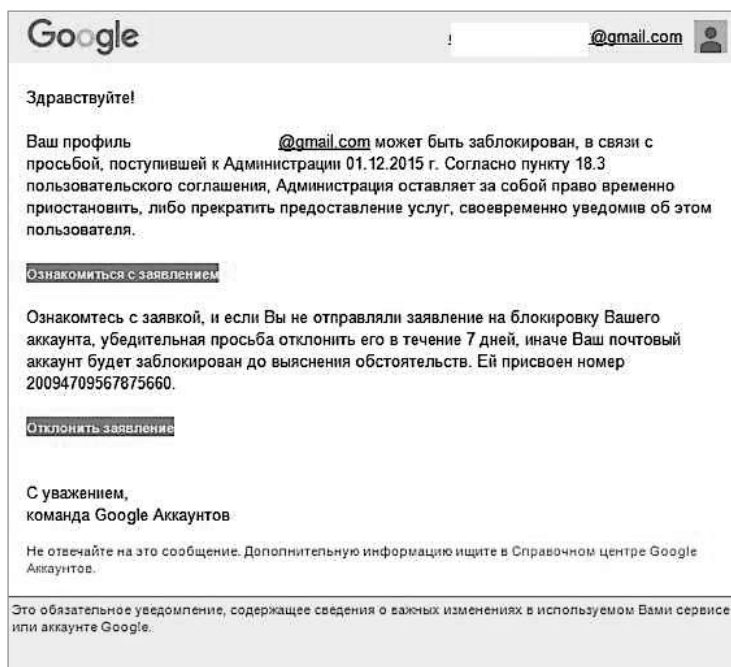 Google
@gmail.com
Здравствуйте!
Ваш профиль @gmail.com может быть заблокирован, в связи с
просьбой, поступившей к Администрации 01.12.2015 г. Согласно пункту 18.3
пользовательского соглашения, Администрация оставляет за собой право временно
приостановить, либо прекратить предоставление услуг, своевременно уведомив об этом
пользователя.
Ознакомиться с заявлением
Ознакомтесь с заявкой, и если Вы не отправляли заявление на блокировку Вашего
аккаунта, убедительная просьба отклонить его в течение 7 дней, иначе Ваш почтовый
аккаунт будет заблокирован до выяснения обстоятельств. Ей присвоен номер
20094709567875660.
Отклонить заявление
С уважением,
команда Google Аккаунтов
Не отвечайте на это сообщение. Дополнительную информацию ищите в Справочном центре Google
Аккаунтов.
Это обязательное уведомление, содержащее сведения о важных изменениях в используемом Вами сервисе
или аккаунте Google.